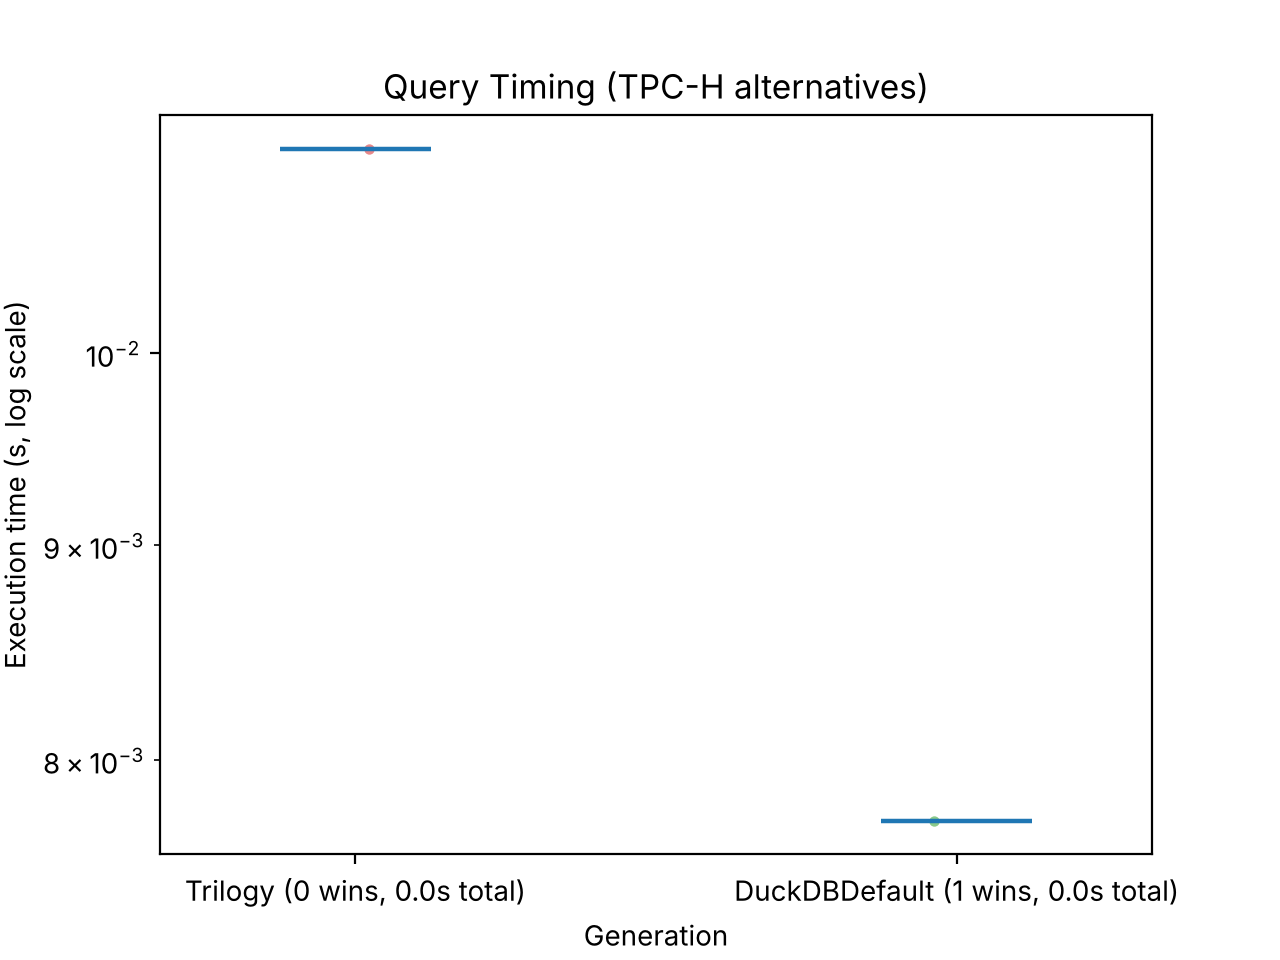 Query Timing (TPC-H alternatives)
Execution time (s, log scale)
10⁻²
9 × 10⁻³
8 × 10⁻³
Trilogy (0 wins, 0.0s total)
DuckDBDefault (1 wins, 0.0s total)
Generation